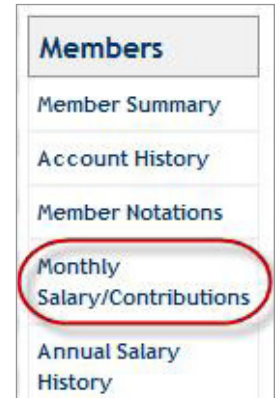 Members
Member Summary
Account History
Member Notations
Monthly
Salary/Contributions
Annual Salary
History